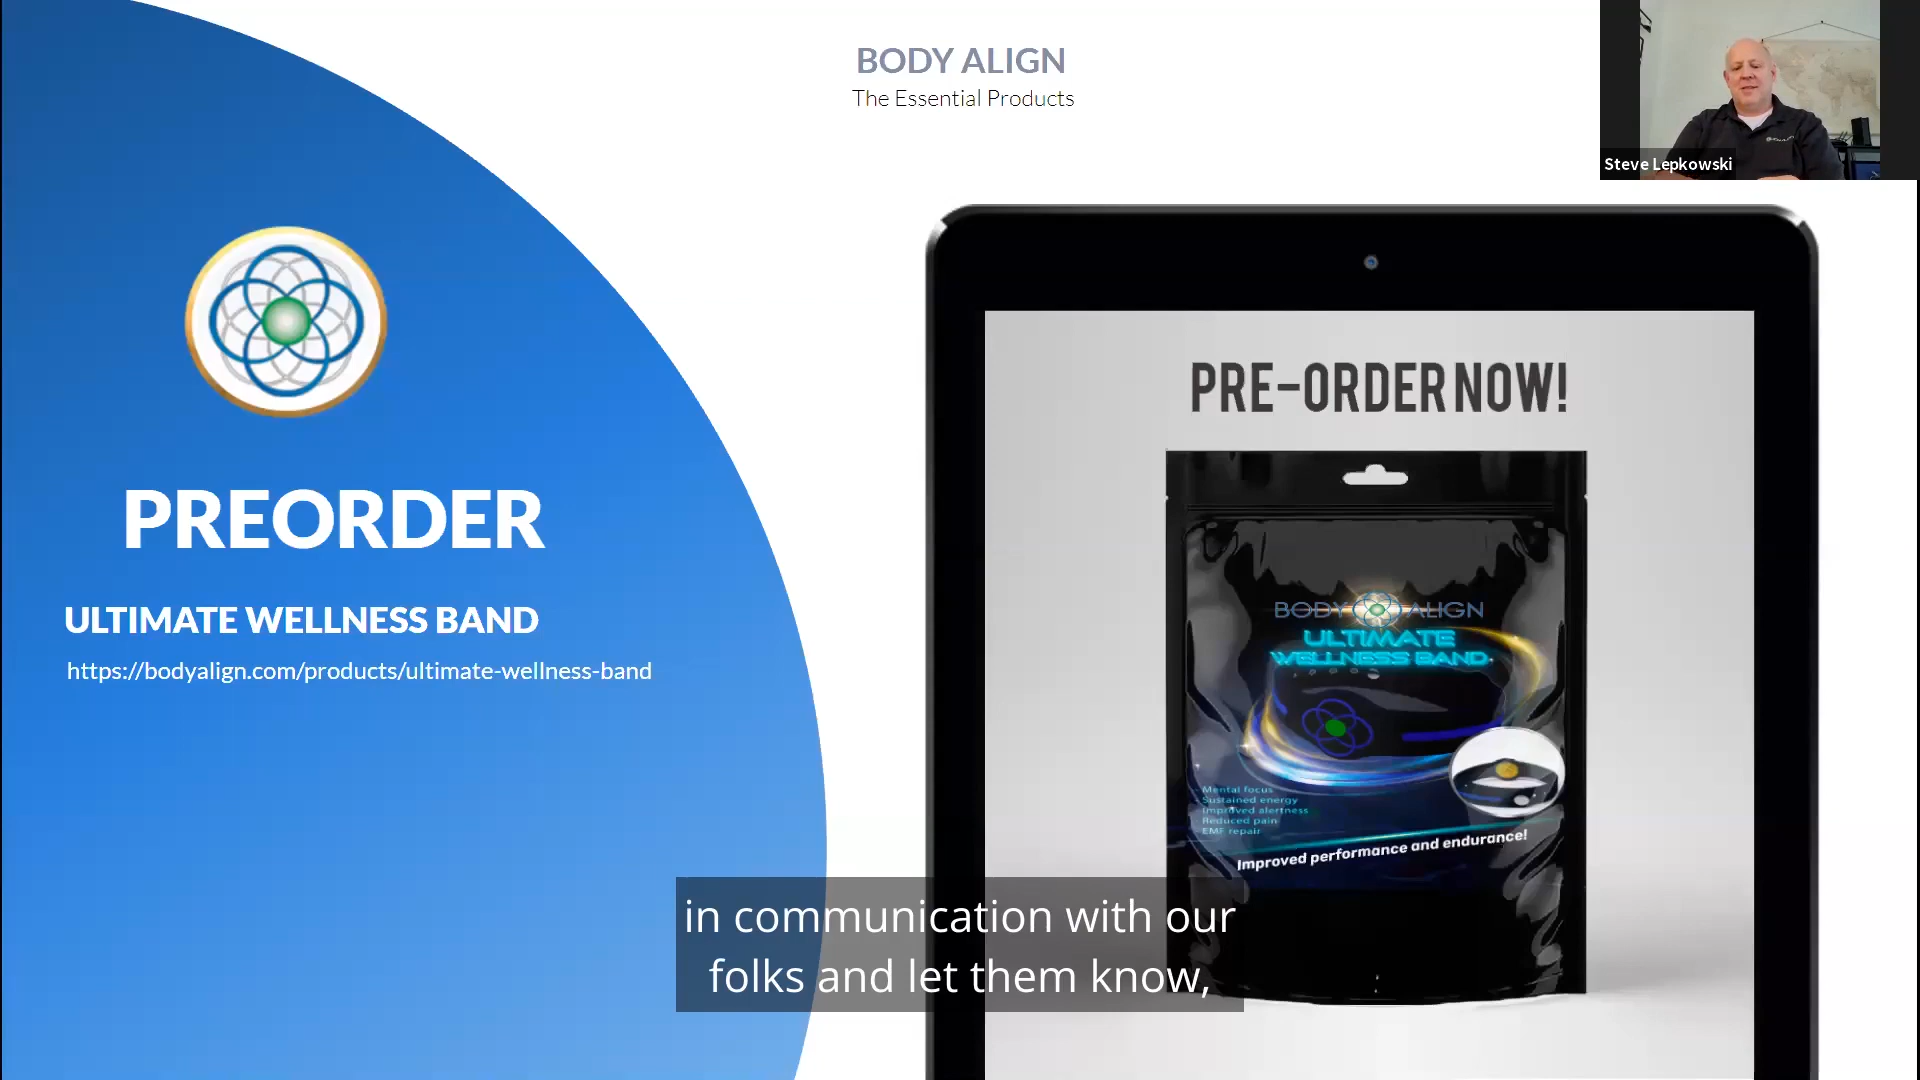 BODY ALIGN
The Essential Products
Steve Lepkowski
PREORDER
ULTIMATE WELLNESS BAND
https://bodyalign.com/products/ultimate-wellness-band
PRE-ORDER NOW!
BODY ALIGN
ULTIMATE
WELLNESS BAND
Mental focus
Sustained energy
Improved alertness
Reduced pain
EMF repair
Improved performance and endurance!
in communication with our
folks and let them know,